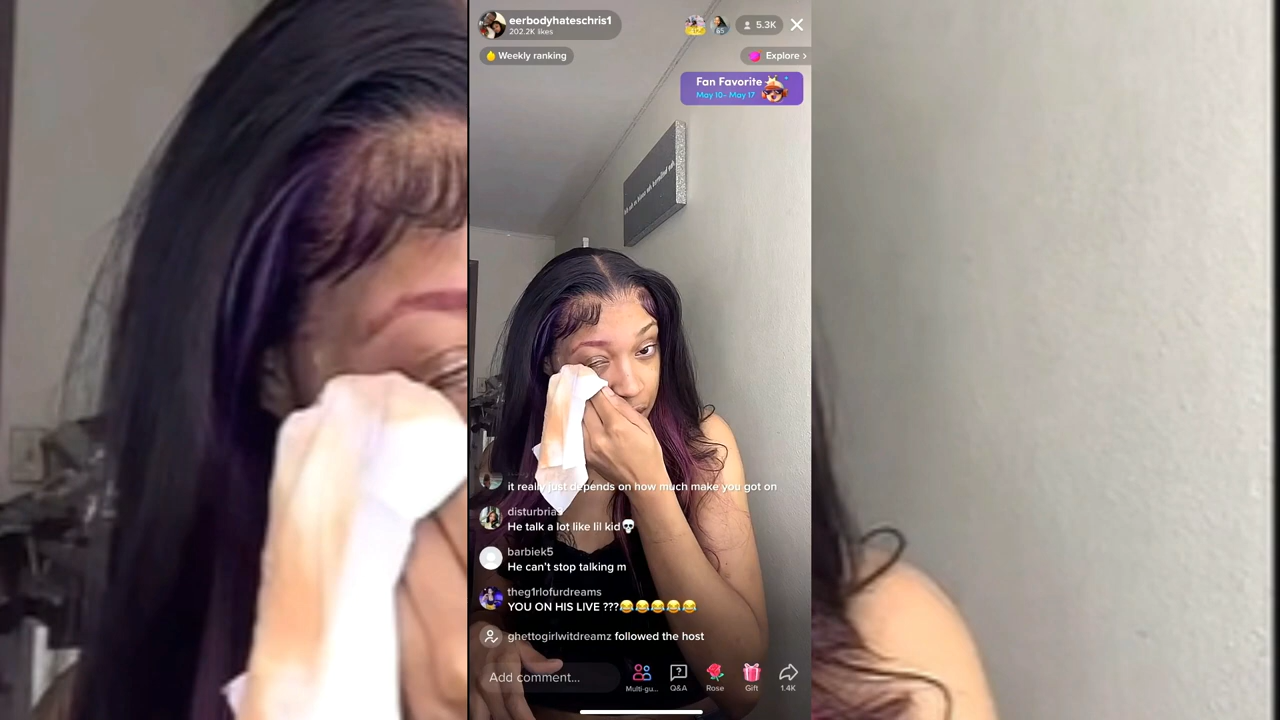 eerbodyhateschris1
202.2K likes
5.3K
Weekly ranking
Explore
Fan Favorite
May 10- May 17
it really just depends on how much make you got on
disturbrias
He talk a lot like lil kid💀
barbiek5
He can't stop talking m
theg1rlofurdreams
YOU ON HIS LIVE ???😂😂😂😂😂
ghettogirlwitdreamz followed the host
Add comment...
Multi-gu...
Q&A
Rose
Gift
1.4K